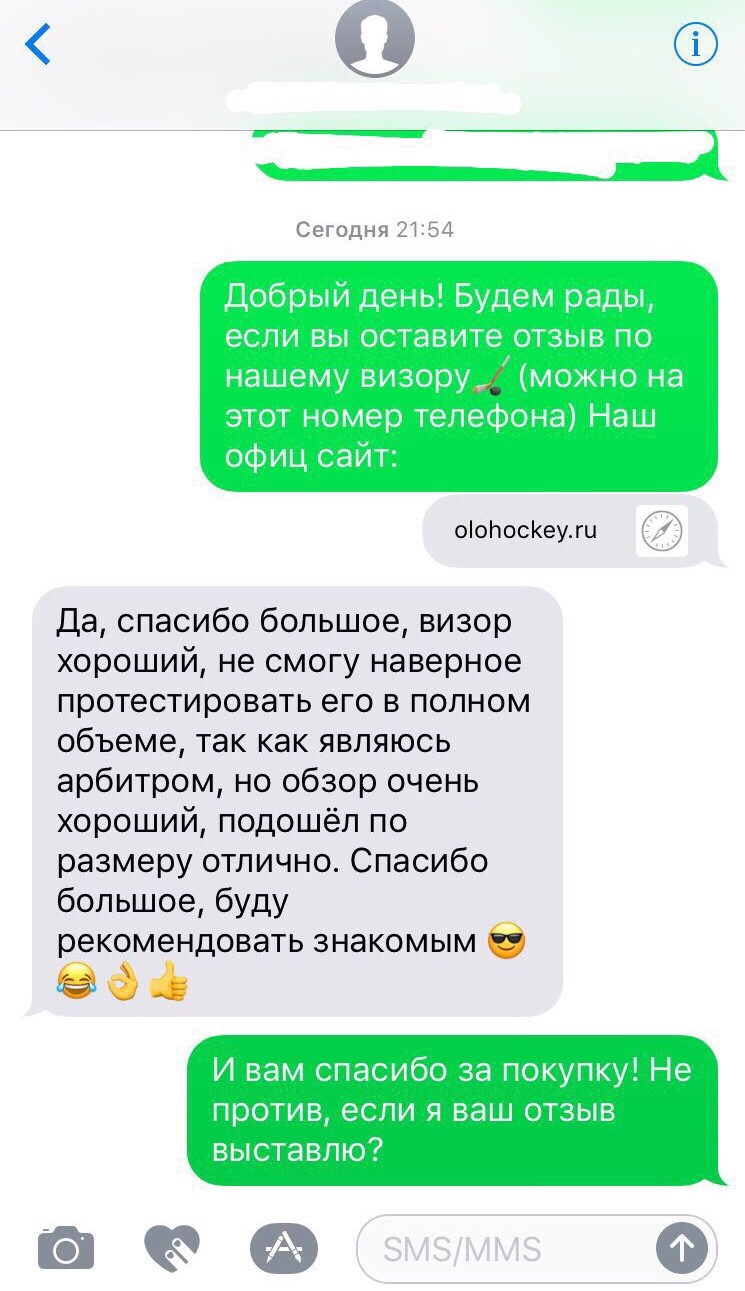 Сегодня 21:54
Добрый день! Будем рады,
если вы оставите отзыв по
нашему визору🏒 (можно на
этот номер телефона) Наш
офиц сайт:
olohockey.ru
Да, спасибо большое, визор
хороший, не смогу наверное
протестировать его в полном
объеме, так как являюсь
арбитром, но обзор очень
хороший, подошёл по
размеру отлично. Спасибо
большое, буду
рекомендовать знакомым 😎
😂👌👍
И вам спасибо за покупку! Не
против, если я ваш отзыв
выставлю?
SMS/MMS